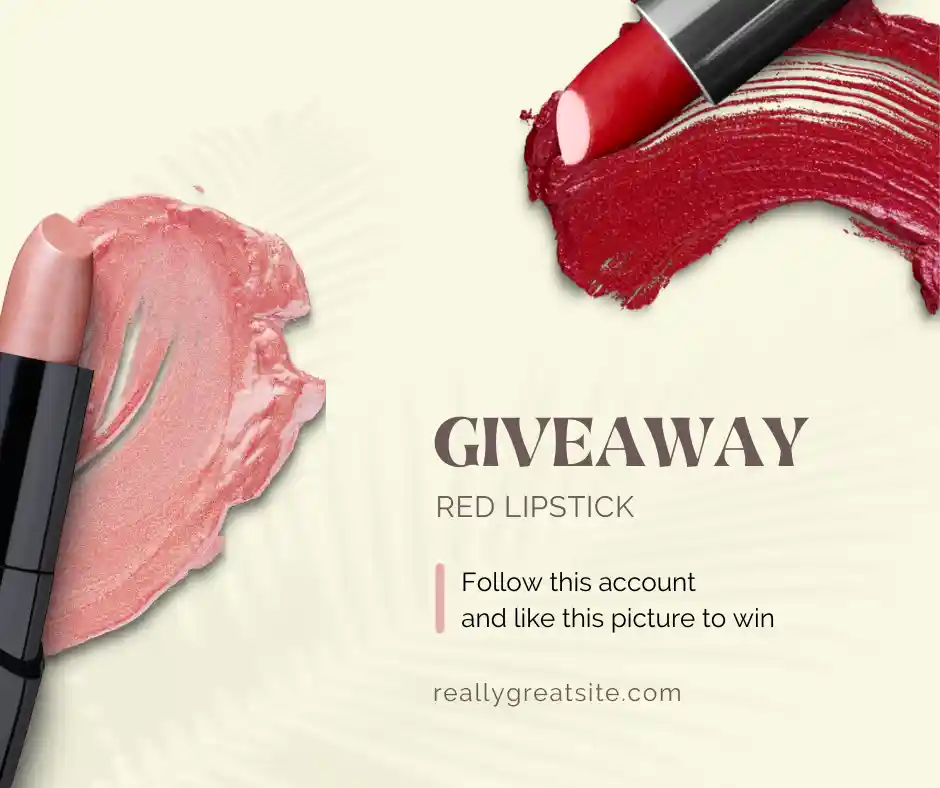 GIVEAWAY
RED LIPSTICK
Follow this account
and like this picture to win
reallygreatsite.com